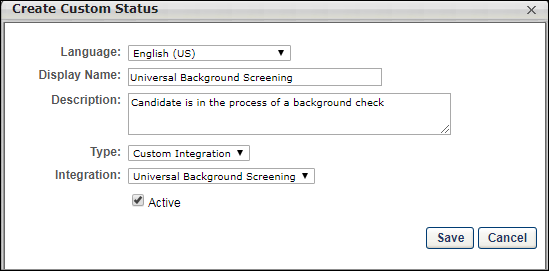 Create Custom Status
Language: English (US)
Display Name: Universal Background Screening
Description: Candidate is in the process of a background check
Type: Custom Integration
Integration: Universal Background Screening
Active
Save Cancel